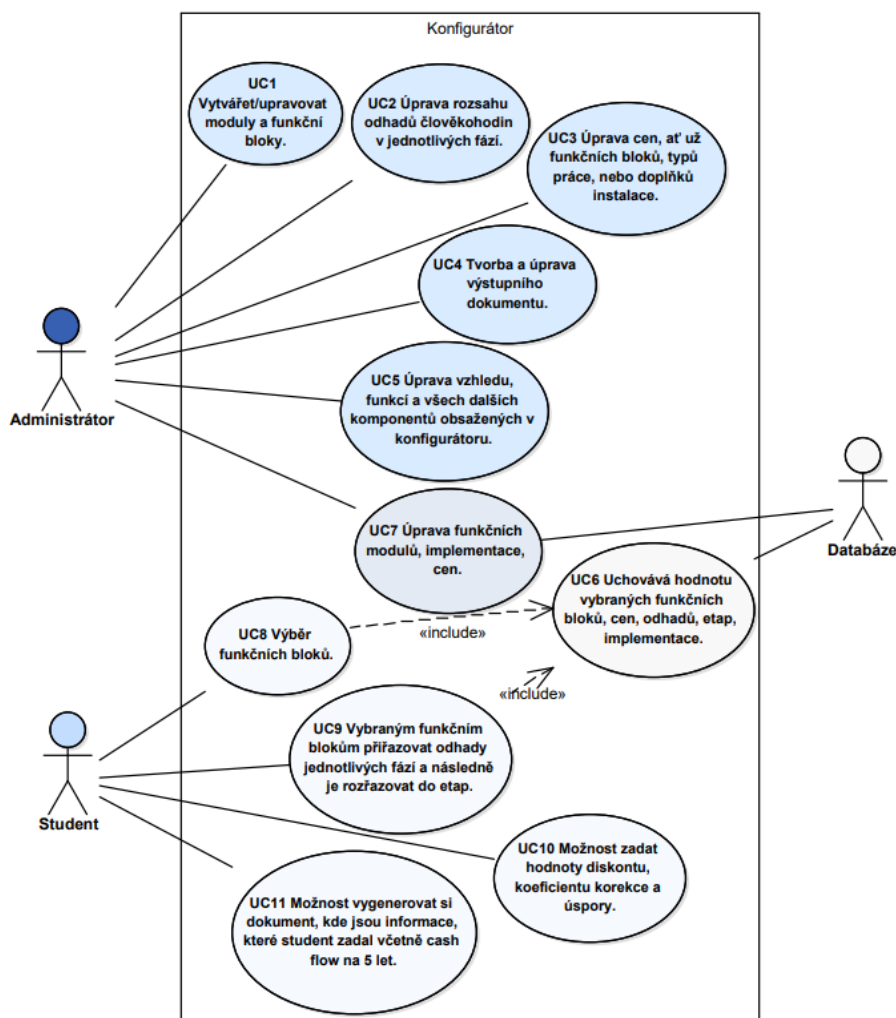 Konfigurátor
UC1
Vytvářet/upravovat
moduly a funkční
bloky.
UC2 Úprava rozsahu
odhadů člověkohodin
v jednotlivých fází.
UC3 Úprava cen, ať už
funkčních bloků, typů
práce, nebo doplňků
instalace.
UC4 Tvorba a úprava
výstupního
dokumentu.
Administrátor
UC5 Úprava vzhledu,
funkcí a všech dalších
komponentů obsažených v
konfigurátoru.
UC7 Úprava funkčních
modulů, implementace,
cen.
Databáze
UC6 Uchovává hodnotu
vybraných funkčních
bloků, cen, odhadů, etap,
implementace.
UC8 Výběr
funkčních bloků.
«include»
«include»
UC9 Vybraným funkčním
blokům přiřazovat odhady
jednotlivých fází a následně
je rozřazovat do etap.
Student
UC10 Možnost zadat
hodnoty diskontu,
koeficientu korekce a
úspory.
UC11 Možnost vygenerovat si
dokument, kde jsou informace,
které student zadal včetně cash
flow na 5 let.